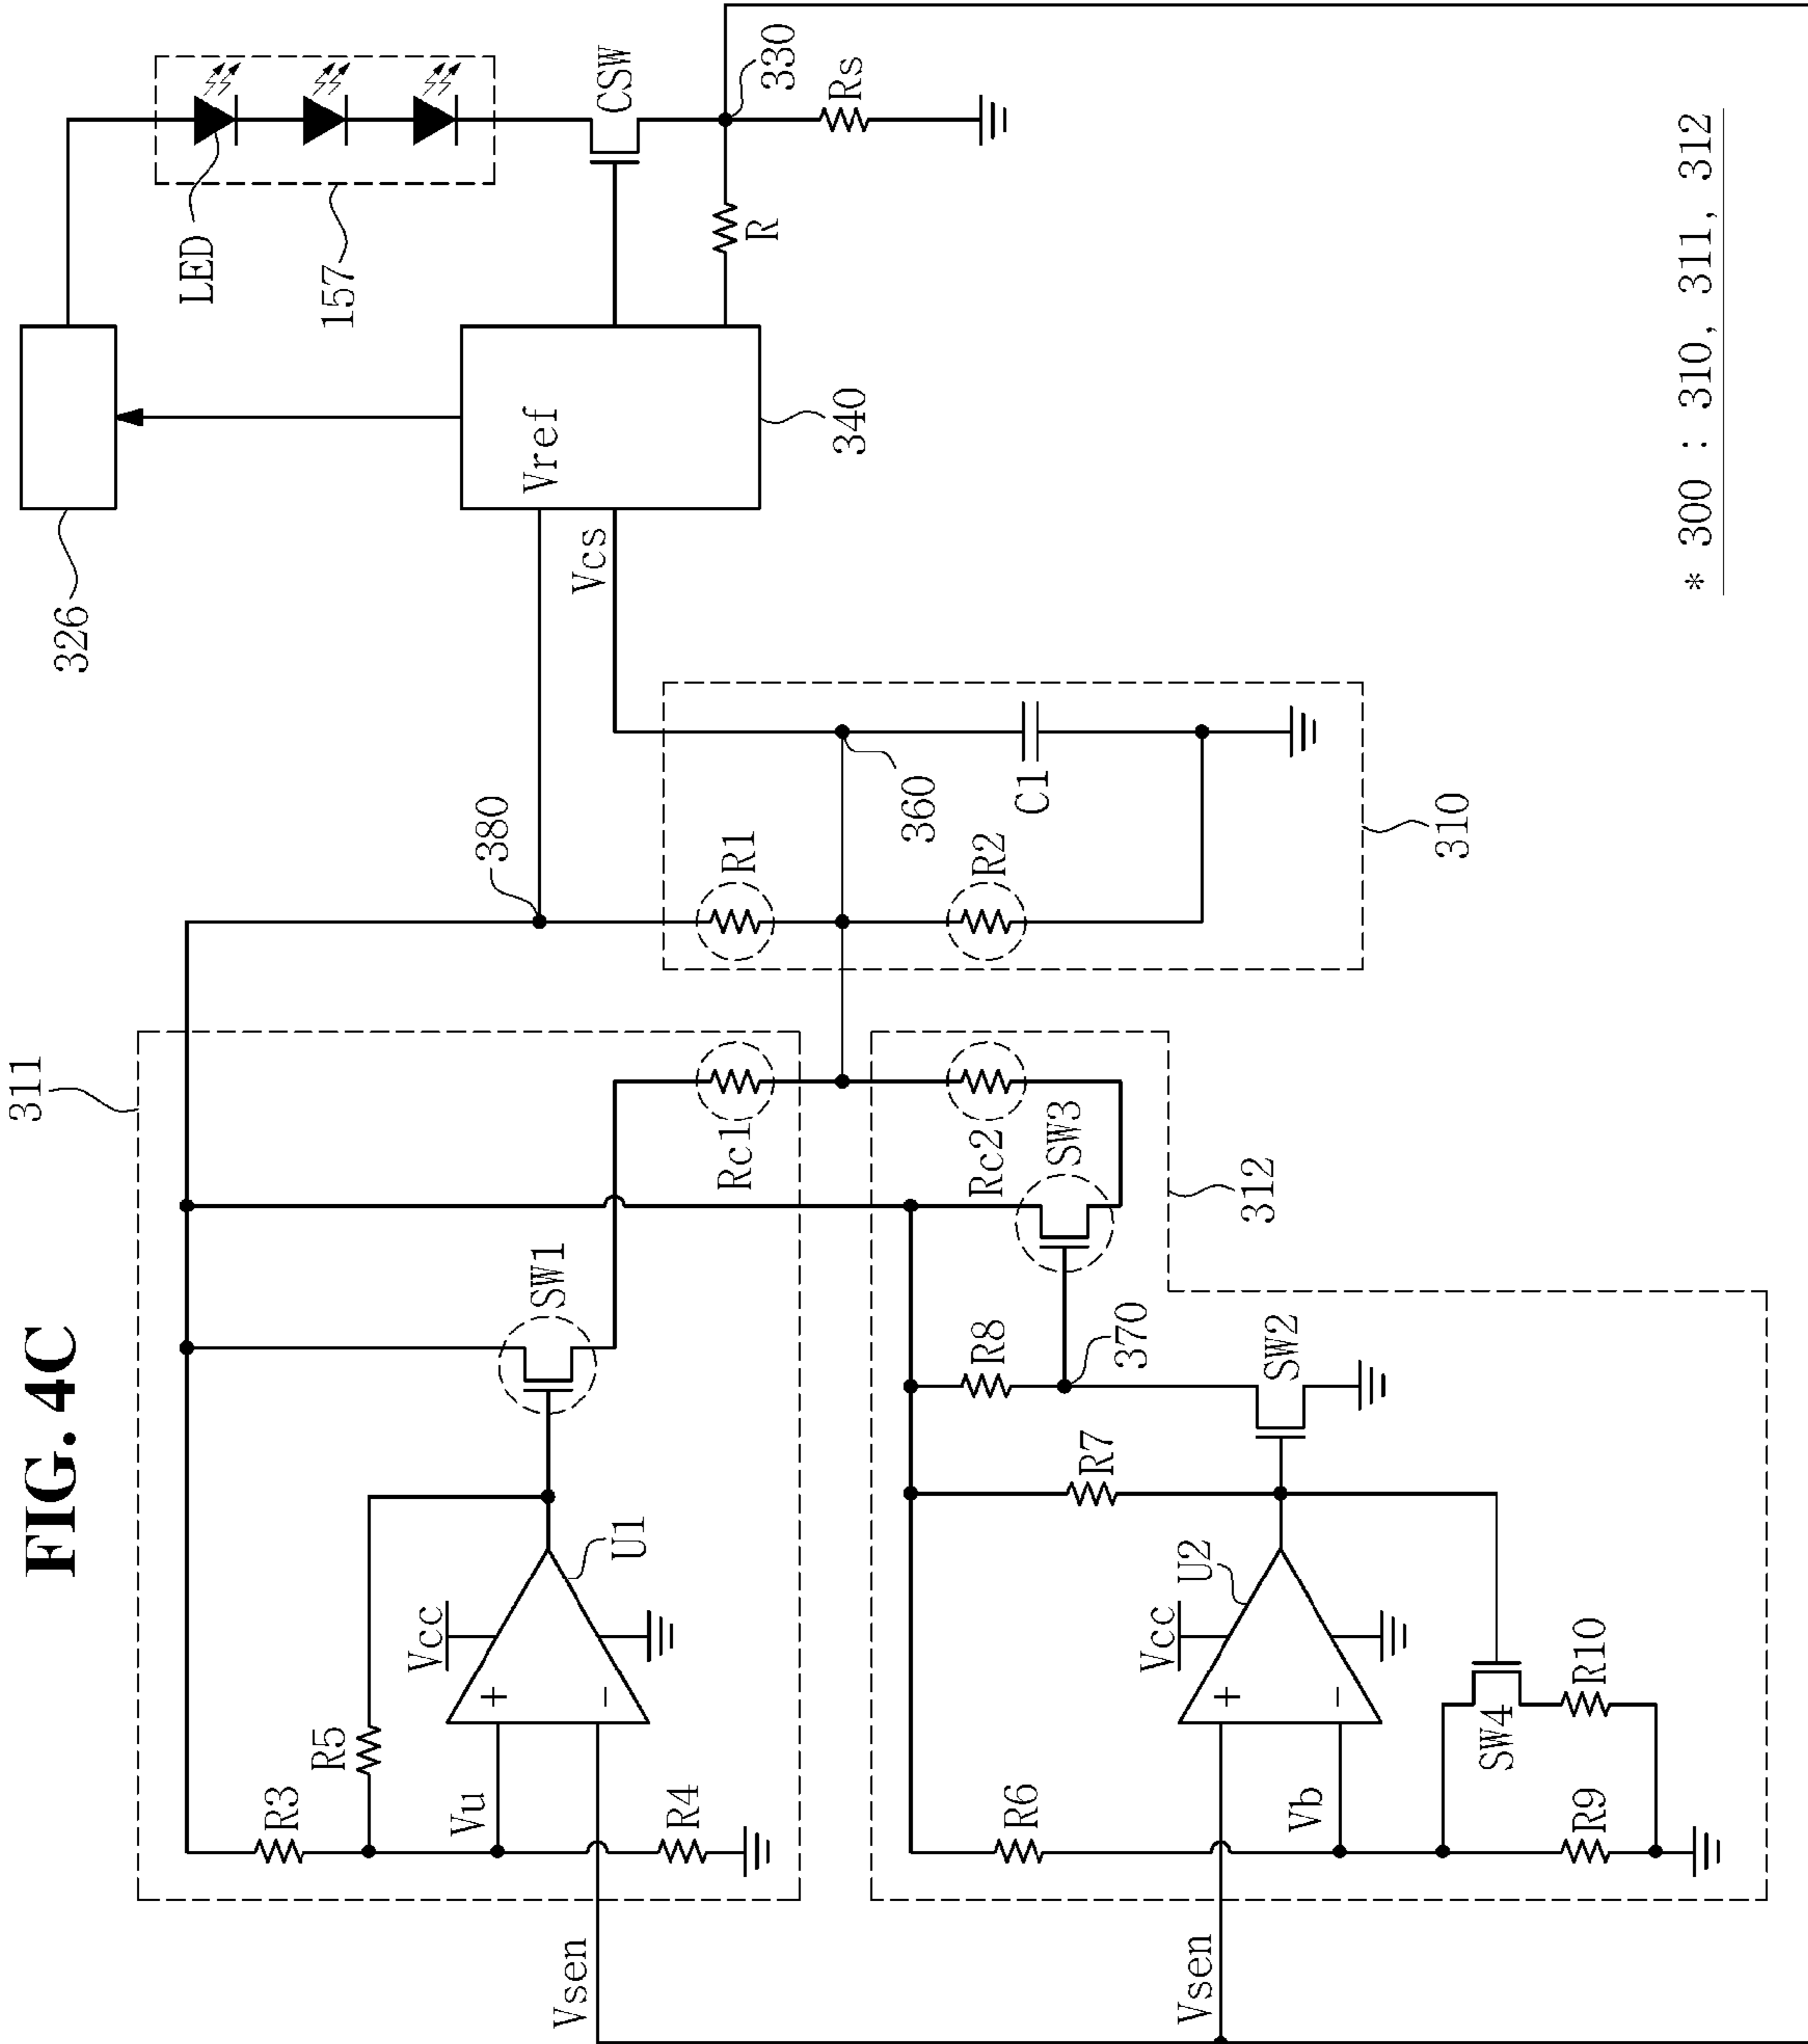 FIG. 4C
311
R3
R5
Vu
R4
Vcc
+
-
U1
SW1
Rc1
Vsen
380
R1
R2
360
C1
310
326
Vref
Vcs
340
LED
157
CSW
330
R
Rs
R6
Vb
R9
R10
SW4
Vcc
+
-
U2
R7
R8
370
SW2
SW3
Rc2
312
Vsen
* 300 : 310, 311, 312